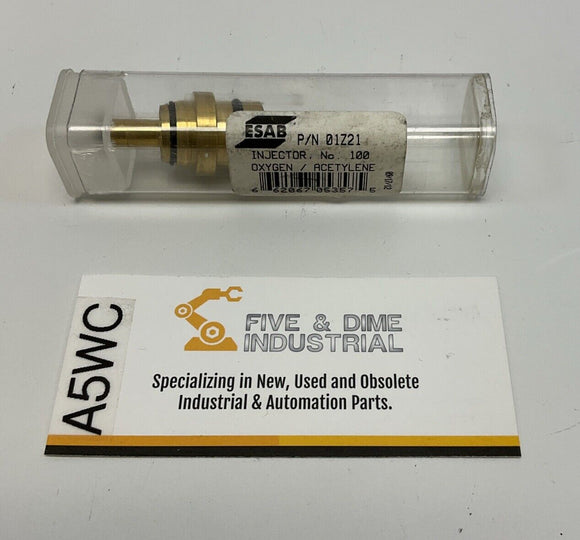 ESAB
P/N 01Z21
INJECTOR. No. 100
OXYGEN / ACETYLENE
A5WC
FIVE & DIME
INDUSTRIAL
Specializing in New, Used and Obsolete
Industrial & Automation Parts.